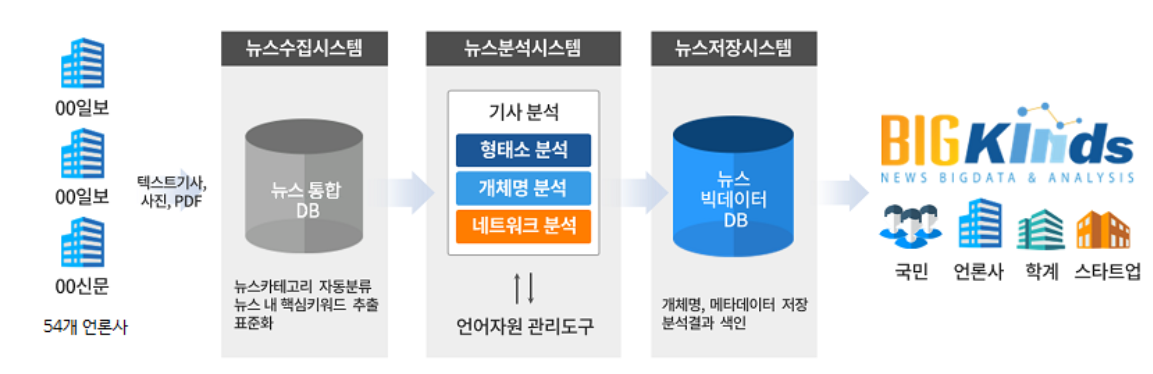 00일보
00일보
00신문
54개 언론사
텍스트기사,
사진, PDF
뉴스수집시스템
뉴스 통합
DB
뉴스카테고리 자동분류
뉴스 내 핵심키워드 추출
표준화
뉴스분석시스템
기사 분석
형태소 분석
개체명 분석
네트워크 분석
언어자원 관리도구
뉴스저장시스템
뉴스
빅데이터
DB
개체명, 메타데이터 저장
분석결과 색인
BIGKinds
NEWS BIGDATA & ANALYSIS
국민 언론사 학계 스타트업